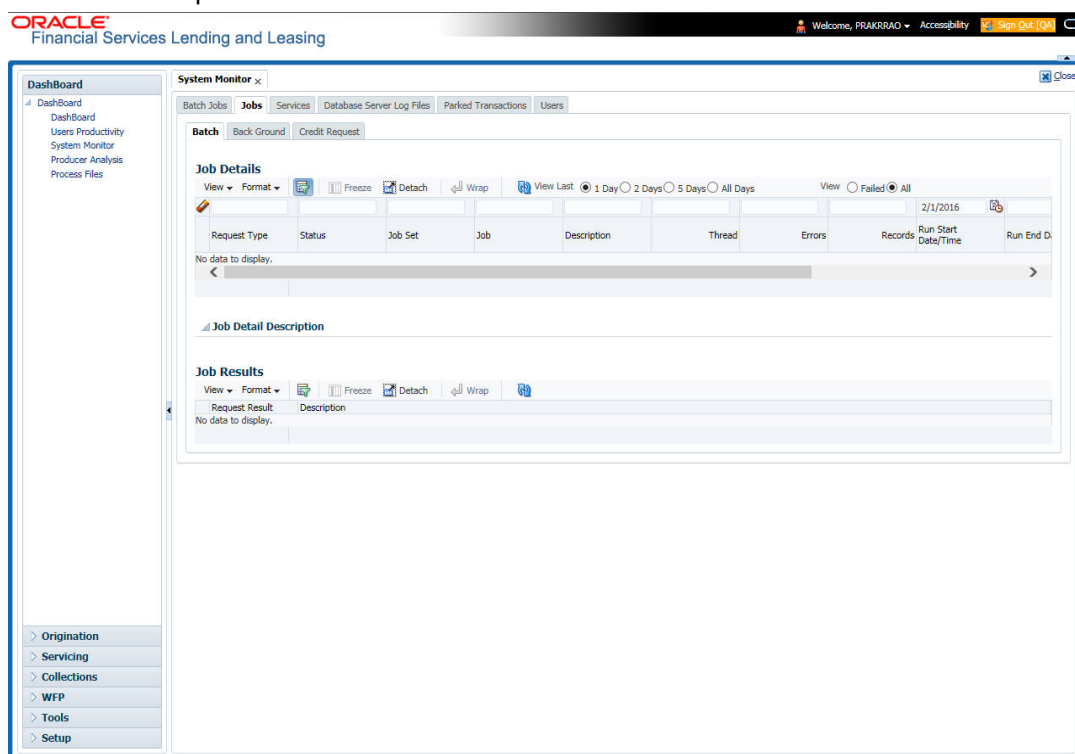 ORACLE
Financial Services Lending and Leasing
Welcome, PRAKRRAO Accessibility Sign Out [QA]
Close
DashBoard
DashBoard
DashBoard
Users Productivity
System Monitor
Producer Analysis
Process Files
System Monitor ×
Batch Jobs Jobs Services Database Server Log Files Parked Transactions Users
Batch Back Ground Credit Request
Job Details
View Format Freeze Detach Wrap View Last 1 Day 2 Days 5 Days All Days View Failed All
2/1/2016
Request Type Status Job Set Job Description Thread Errors Records Run Start Date/Time Run End D
No data to display.
Job Detail Description
Job Results
View Format Freeze Detach Wrap
Request Result Description
No data to display.
Origination
Servicing
Collections
WFP
Tools
Setup